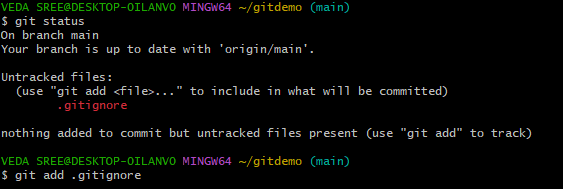 VEDA SREE@DESKTOP-OILANVO MINGW64 ~/gitdemo (main)
$ git status
On branch main
Your branch is up to date with 'origin/main'.
Untracked files:
(use "git add <file>..." to include in what will be committed)
.gitignore
nothing added to commit but untracked files present (use "git add" to track)
VEDA SREE@DESKTOP-OILANVO MINGW64 ~/gitdemo (main)
$ git add .gitignore